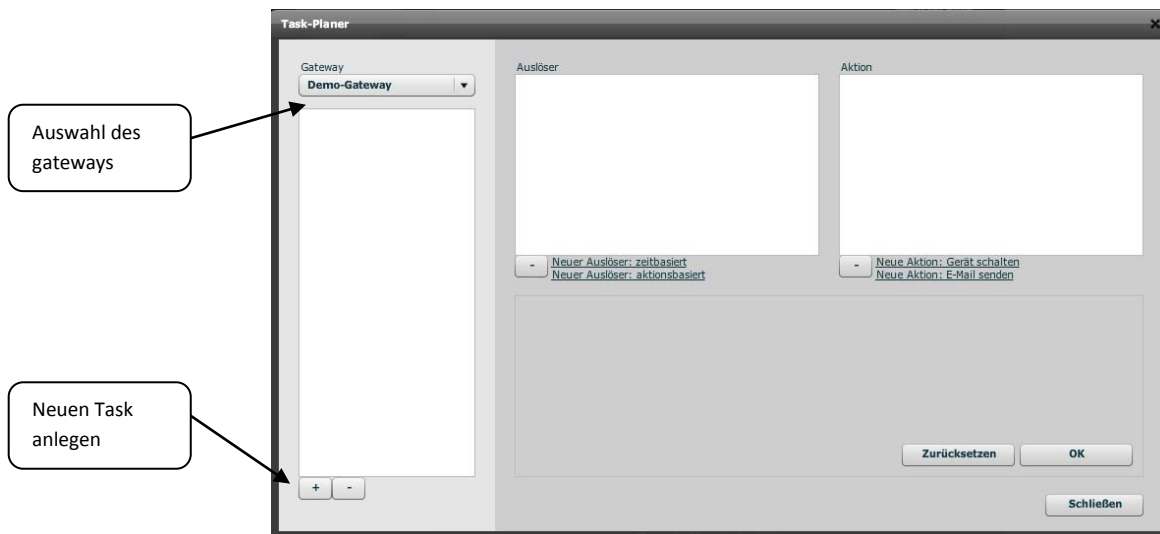 Task-Planer
×
Gateway
Demo-Gateway
Auswahl des
gateways
Neuen Task
anlegen
+ -
Auslöser
-
Neuer Auslöser: zeitbasiert
Neuer Auslöser: aktionsbasiert
Aktion
-
Neue Aktion: Gerät schalten
Neue Aktion: E-Mail senden
Zurücksetzen OK
Schließen